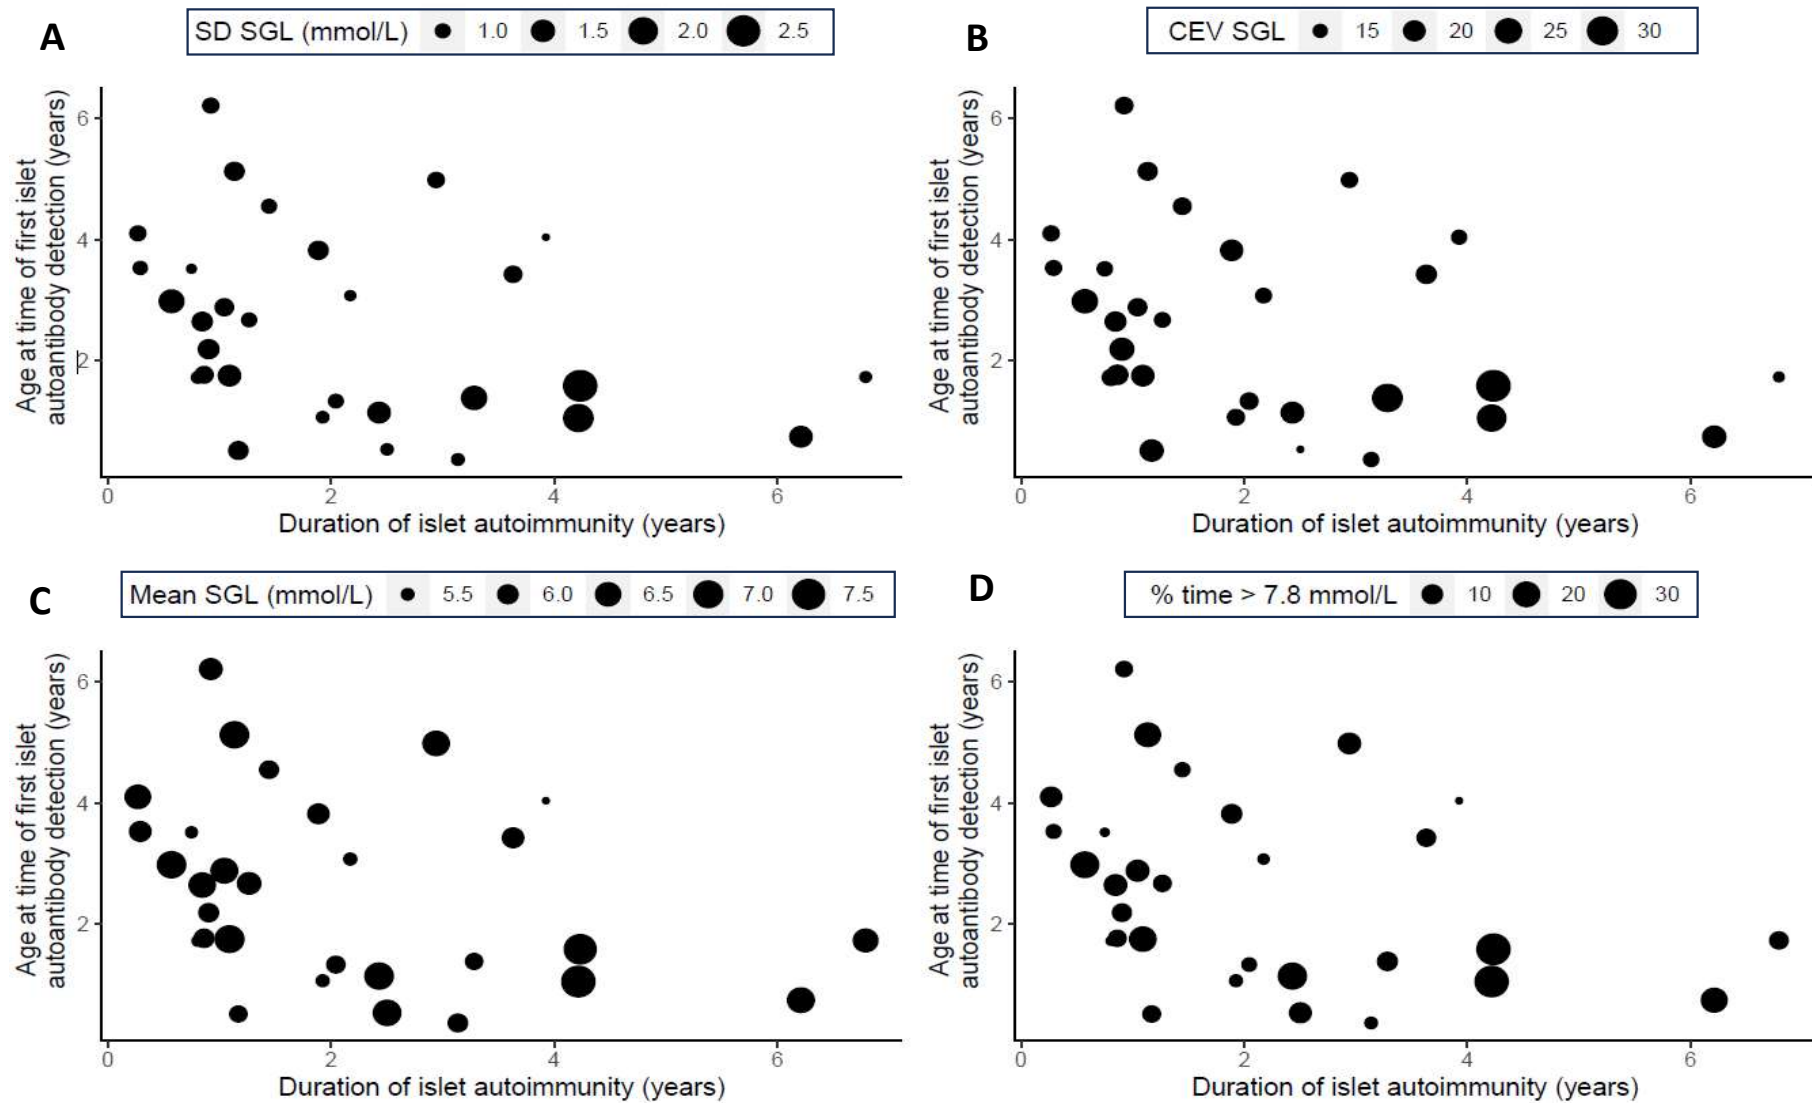 A
SD SGL (mmol/L) 1.0 1.5 2.0 2.5
Age at time of first islet
autoantibody detection (years)
6
4
2
0 2 4 6
Duration of islet autoimmunity (years)
B
CEV SGL 15 20 25 30
Age at time of first islet
autoantibody detection (years)
6
4
2
0 2 4 6
Duration of islet autoimmunity (years)
C
Mean SGL (mmol/L) 5.5 6.0 6.5 7.0 7.5
Age at time of first islet
autoantibody detection (years)
6
4
2
0 2 4 6
Duration of islet autoimmunity (years)
D
% time > 7.8 mmol/L 10 20 30
Age at time of first islet
autoantibody detection (years)
6
4
2
0 2 4 6
Duration of islet autoimmunity (years)